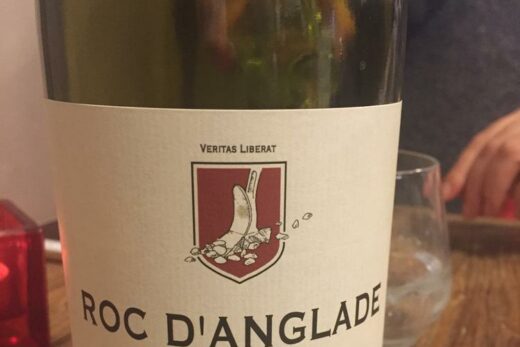 VERITAS LIBERAT
ROC D'ANGLADE